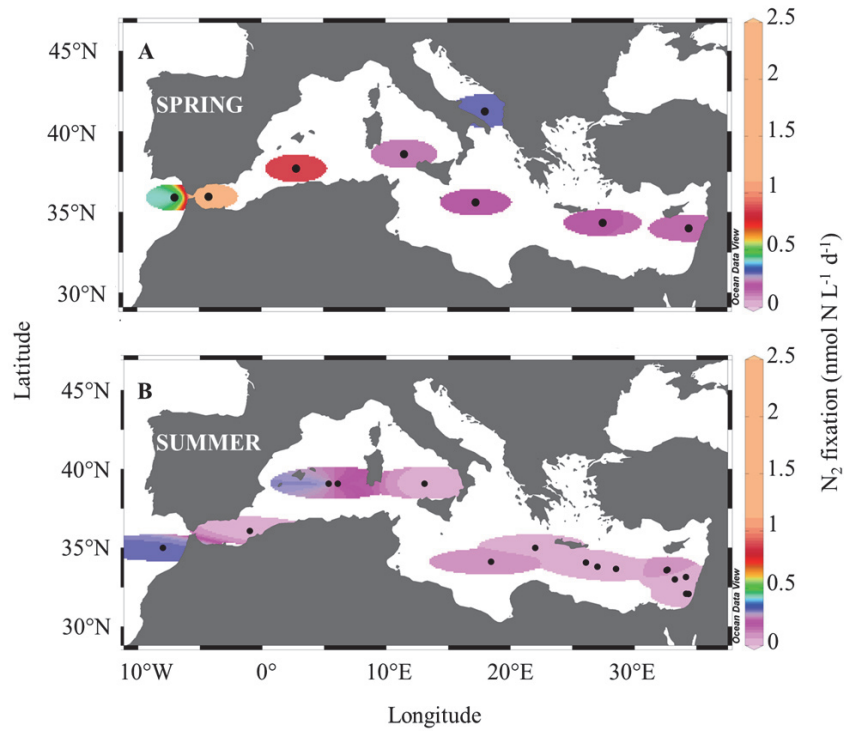 A
SPRING
45°N
40°N
35°N
30°N
2.5
2
1.5
1
0.5
0
Ocean Data View
B
SUMMER
45°N
40°N
35°N
30°N
2.5
2
1.5
1
0.5
0
Ocean Data View
10°W
0°
10°E
20°E
30°E
Latitude
Longitude
N₂ fixation (nmol N L⁻¹ d⁻¹)